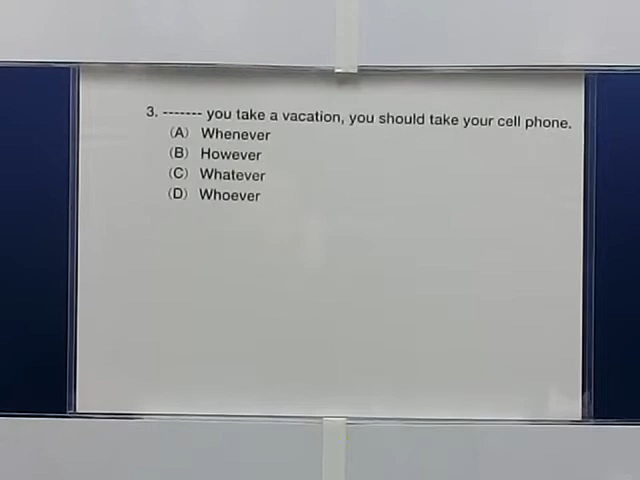 3. ------- you take a vacation, you should take your cell phone.
(A) Whenever
(B) However
(C) Whatever
(D) Whoever